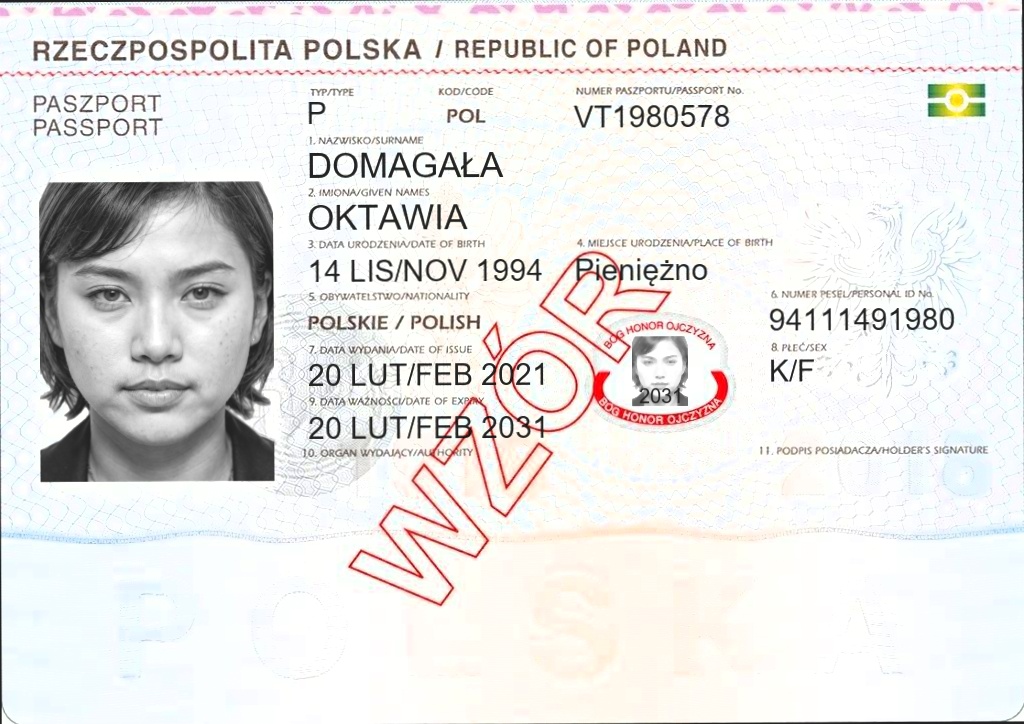 RZECZPOSPOLITA POLSKA / REPUBLIC OF POLAND
PASZPORT
PASSPORT
TYP/TYPE
P
KOD/CODE
POL
NUMER PASZPORTU/PASSPORT No.
VT1980578
1. NAZWISKO/SURNAME
DOMAGAŁA
2. IMIONA/GIVEN NAMES
OKTAWIA
3. DATA URODZENIA/DATE OF BIRTH
14 LIS/NOV 1994
4. MIEJSCE URODZENIA/PLACE OF BIRTH
Pieniężno
5. OBYWATELSTWO/NATIONALITY
POLSKIE / POLISH
6. NUMER PESEL/PERSONAL ID No.
94111491980
7. DATA WYDANIA/DATE OF ISSUE
20 LUT/FEB 2021
8. PŁEĆ/SEX
K/F
9. DATA WAŻNOŚCI/DATE OF EXPIRY
20 LUT/FEB 2031
10. ORGAN WYDAJĄCY/AUTHORITY
11. PODPIS POSIADACZA/HOLDER'S SIGNATURE
BÓG HONOR OJCZYZNA
2031
BÓG HONOR OJCZYZNA
WZÓR
POLSKA